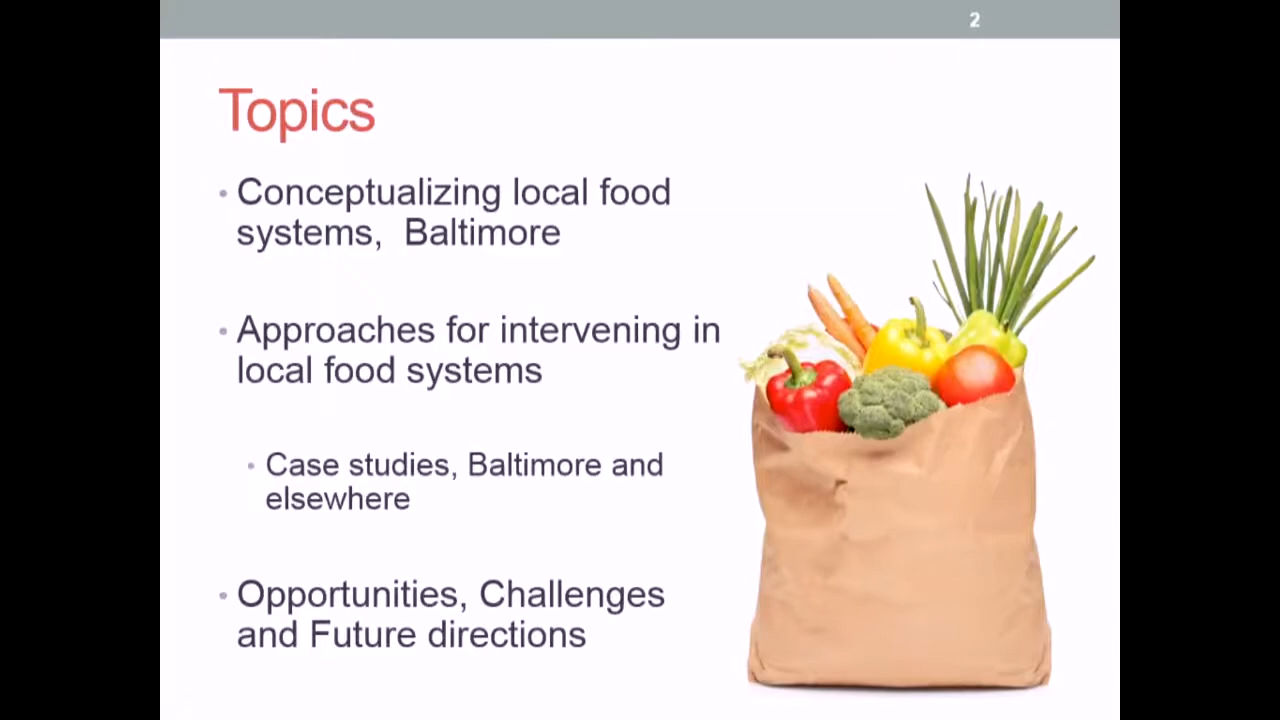 2
Topics
• Conceptualizing local food
systems,  Baltimore
• Approaches for intervening in
local food systems
• Case studies, Baltimore and
elsewhere
• Opportunities, Challenges
and Future directions